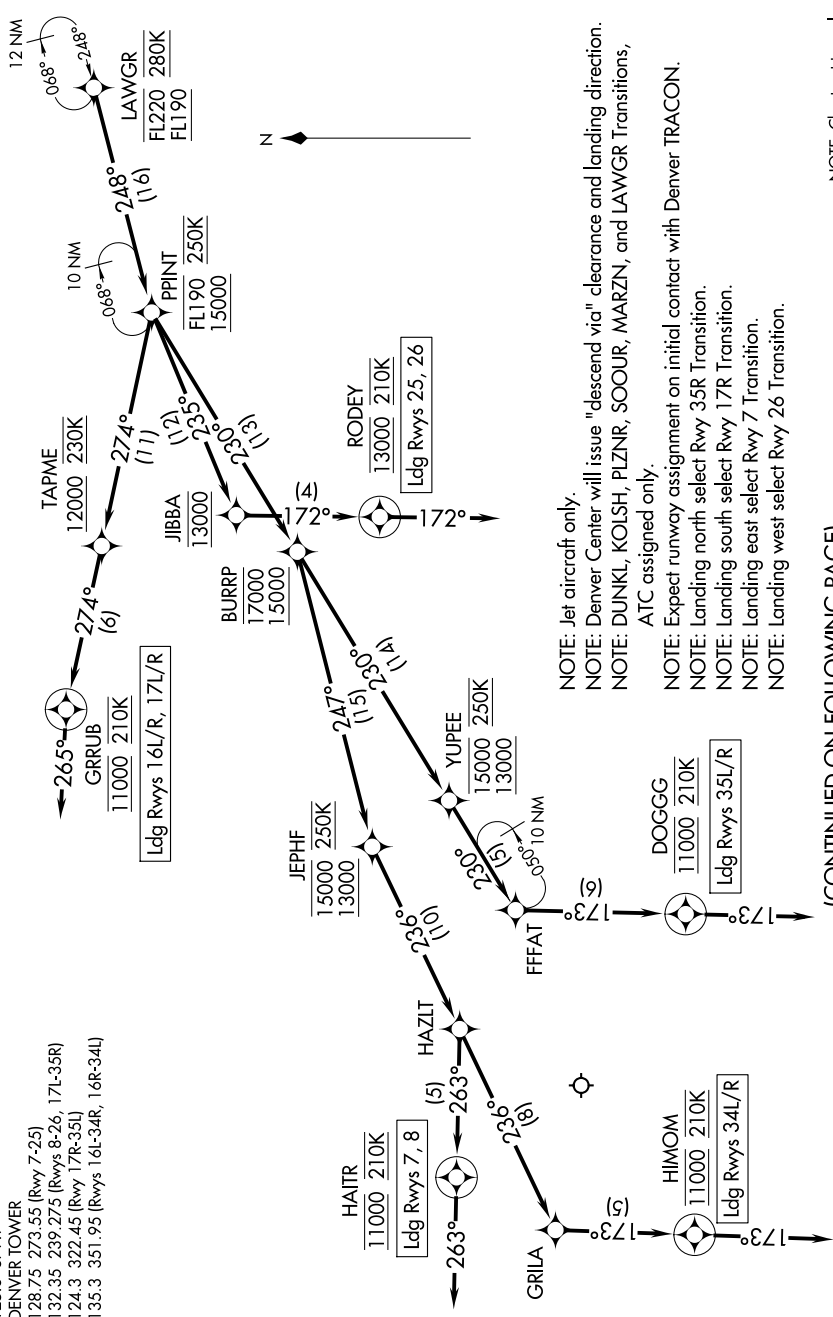 DENVER TOWER
128.75 273.55 (Rwy 7-25)
132.35 239.275 (Rwys 8-26, 17L-35R)
124.3 322.45 (Rwy 17R-35L)
135.3 351.95 (Rwys 16L-34R, 16R-34L)
12 NM
068°
248°
LAWGR
FL220 280K
FL190
248°
(16)
10 NM
068°
PPINT
FL190 250K
15000
N
TAPME
12000 230K
274°
(11)
274°
(6)
265°
GRRUB
11000 210K
Ldg Rwys 16L/R, 17L/R
(12)
235°
230°
(13)
JIBBA
13000
(4)
172°
RODEY
13000 210K
Ldg Rwys 25, 26
172°
BURRP
17000
15000
247°
(15)
230°
(14)
JEPHF
15000 250K
13000
YUPEE
15000 250K
13000
236°
(10)
230°
(5)
050°
10 NM
FFFAT
173°
(6)
DOGGG
11000 210K
Ldg Rwys 35L/R
173°
HAZLT
(5)
263°
HAITR
11000 210K
Ldg Rwys 7, 8
263°
236°
(8)
GRILA
173°
(5)
HIMOM
11000 210K
Ldg Rwys 34L/R
173°
NOTE: Jet aircraft only.
NOTE: Denver Center will issue "descend via" clearance and landing direction.
NOTE: DUNKL, KOLSH, PLZNR, SOOUR, MARZN, and LAWGR Transitions,
ATC assigned only.
NOTE: Expect runway assignment on initial contact with Denver TRACON.
NOTE: Landing north select Rwy 35R Transition.
NOTE: Landing south select Rwy 17R Transition.
NOTE: Landing east select Rwy 7 Transition.
NOTE: Landing west select Rwy 26 Transition.
(CONTINUED ON FOLLOWING PAGE)